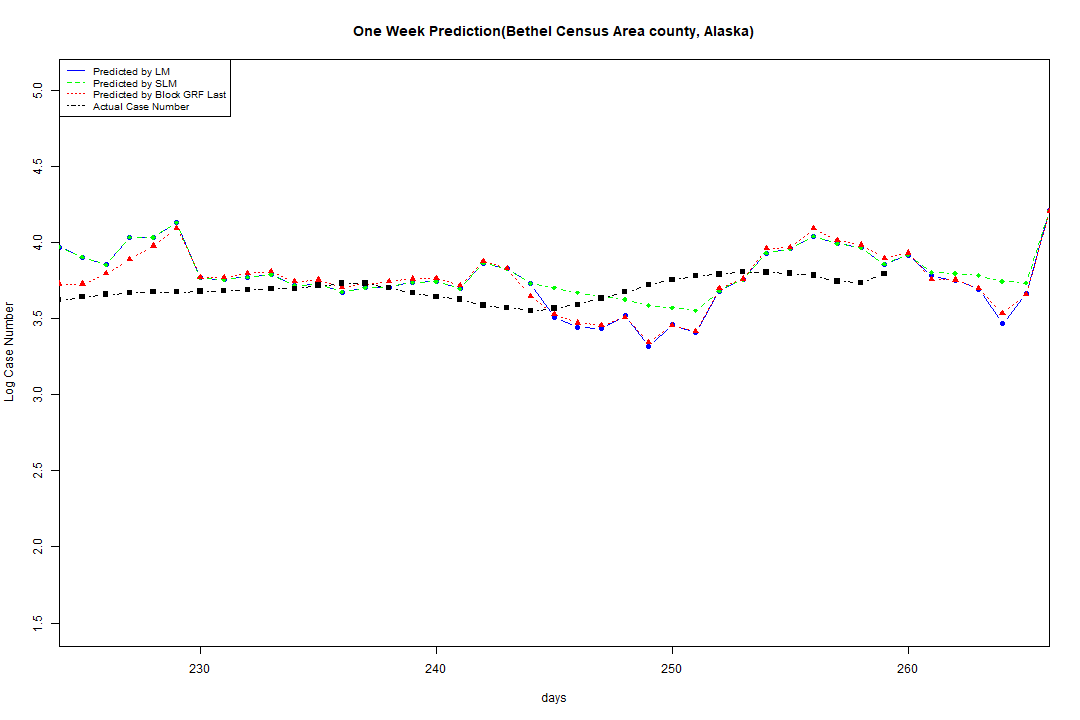 One Week Prediction(Bethel Census Area county, Alaska)
Predicted by LM
Predicted by SLM
Predicted by Block GRF Last
Actual Case Number
5.0
4.5
4.0
3.5
3.0
2.5
2.0
1.5
Log Case Number
230
240
250
260
days